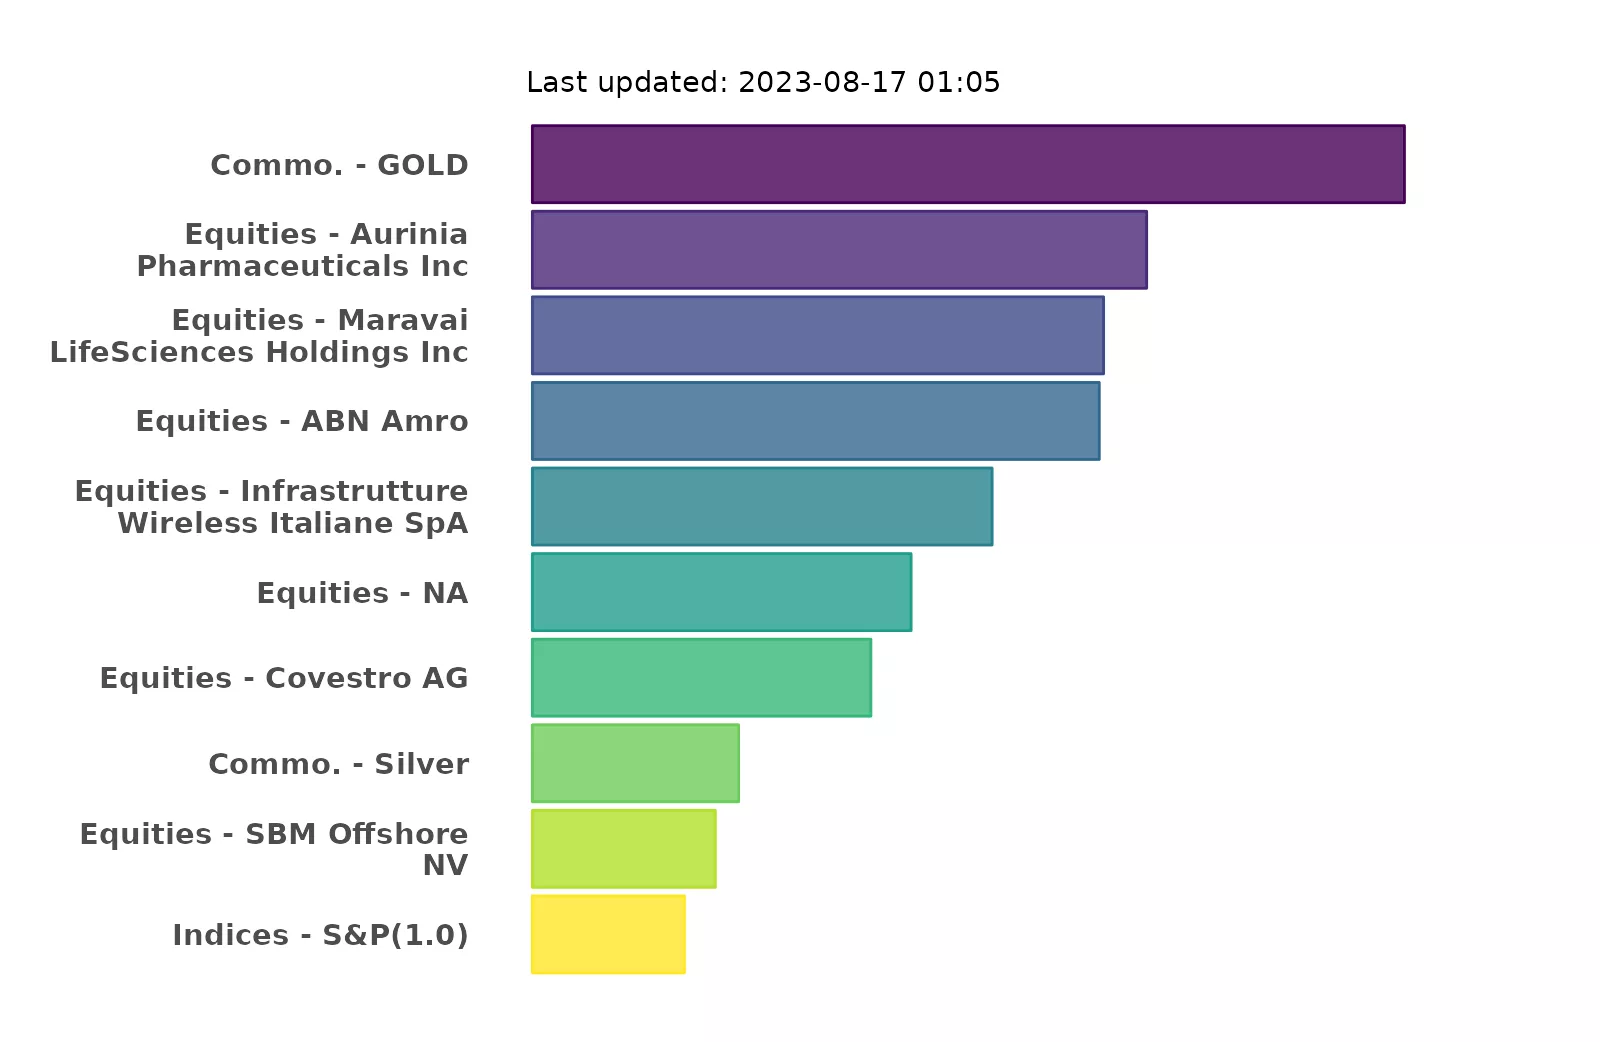 Last updated: 2023-08-17 01:05
Commo. - GOLD
Equities - Aurinia
Pharmaceuticals Inc
Equities - Maravai
LifeSciences Holdings Inc
Equities - ABN Amro
Equities - Infrastrutture
Wireless Italiane SpA
Equities - NA
Equities - Covestro AG
Commo. - Silver
Equities - SBM Offshore
NV
Indices - S&P(1.0)